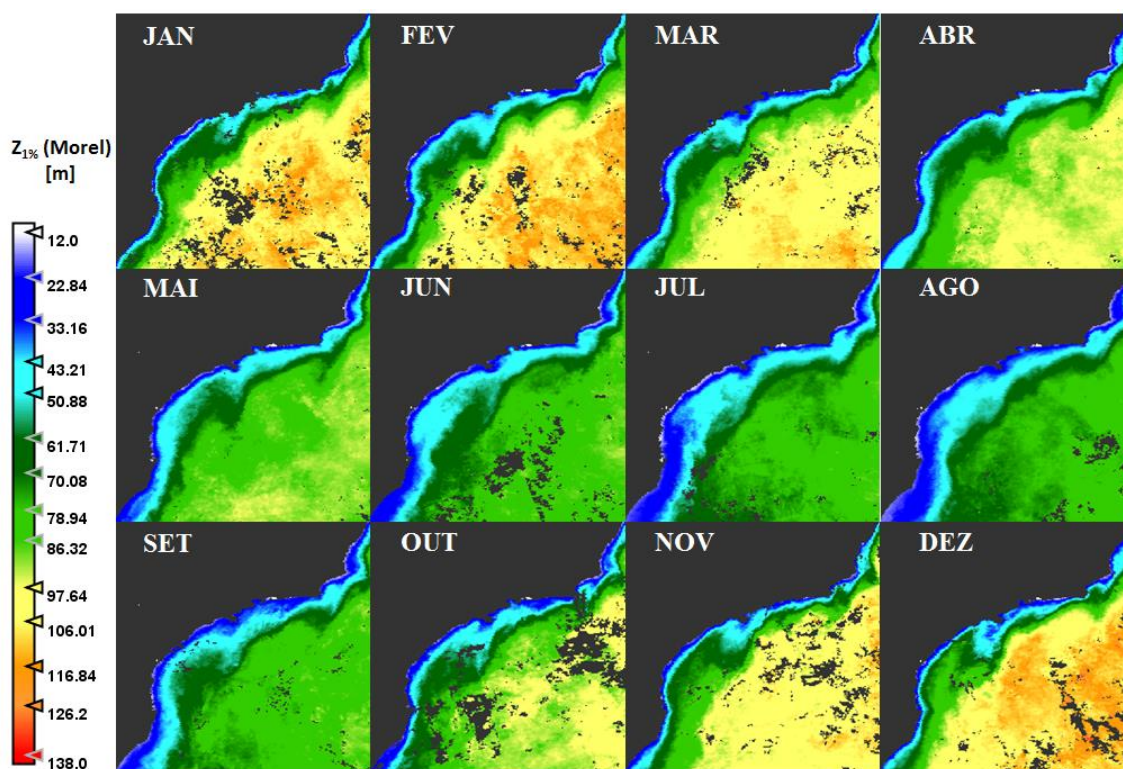 JAN FEV MAR ABR
Z1% (Morel)
[m]
12.0
22.84
33.16
43.21
50.88
61.71
70.08
78.94
86.32
97.64
106.01
116.84
126.2
138.0
MAI JUN JUL AGO
SET OUT NOV DEZ